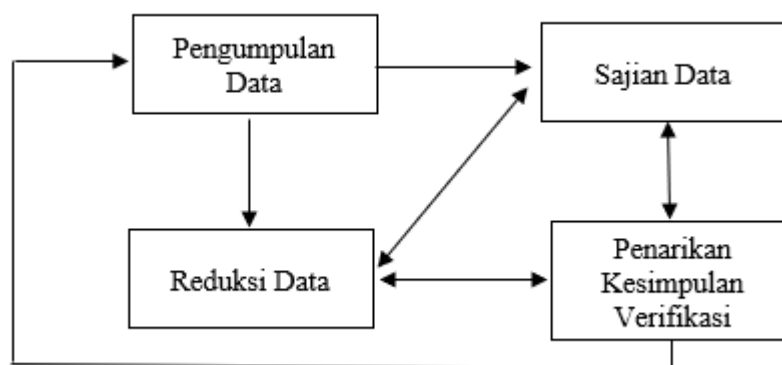 Pengumpulan
Data
Sajian Data
Reduksi Data
Penarikan
Kesimpulan
Verifikasi